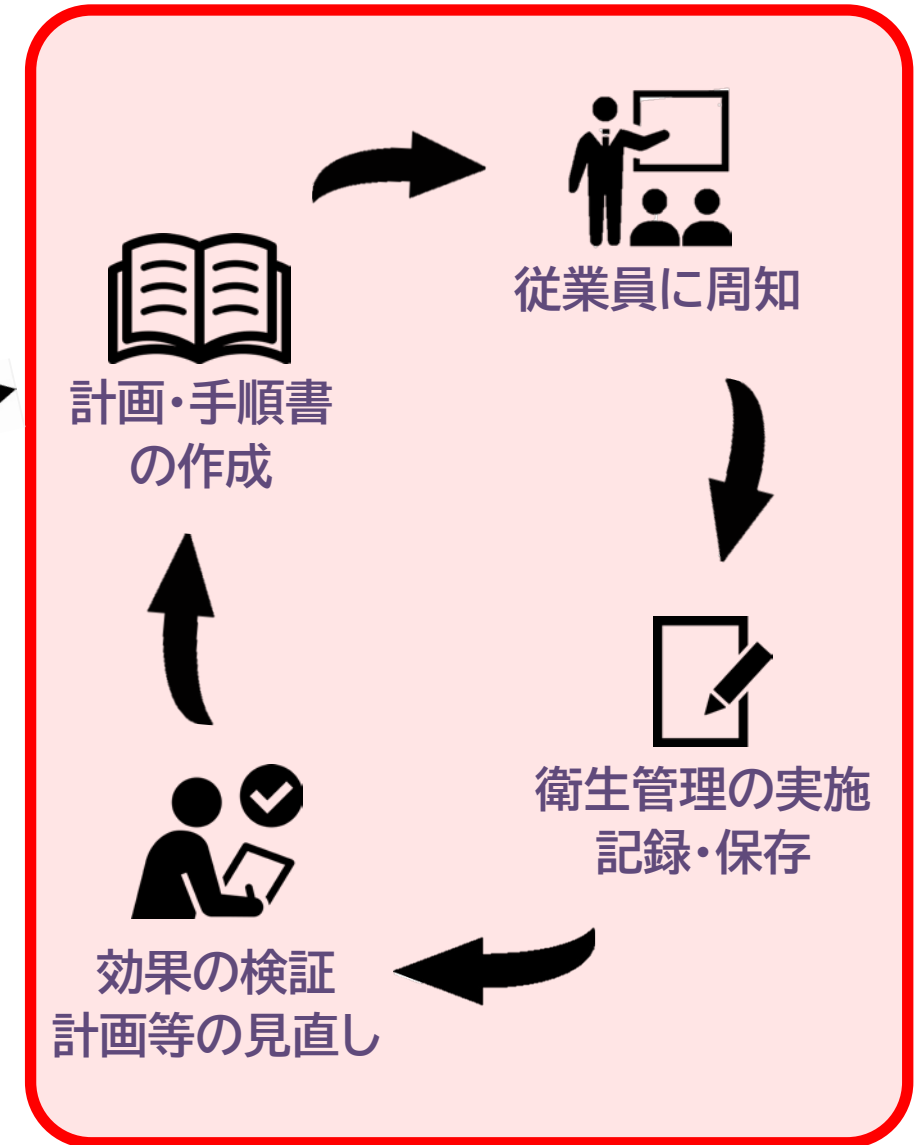 従業員に周知
計画・手順書
の作成
衛生管理の実施
記録・保存
効果の検証
計画等の見直し